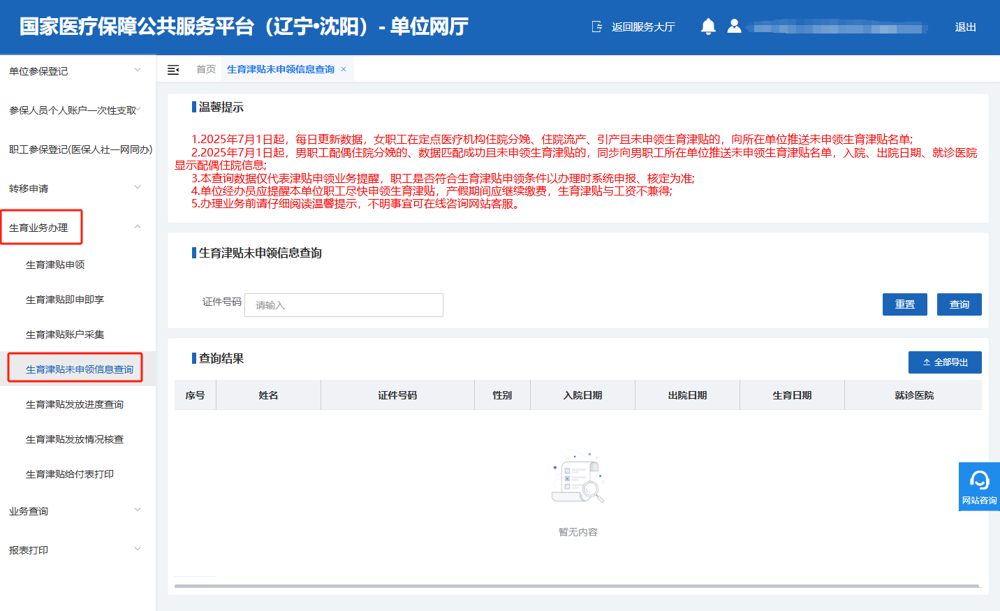 国家医疗保障公共服务平台（辽宁•沈阳）- 单位网厅
返回服务大厅
退出
单位参保登记
参保人员个人账户一次性支取
职工参保登记(医保人社一网同办)
转移申请
生育业务办理
生育津贴申领
生育津贴即申即享
生育津贴账户采集
生育津贴未申领信息查询
生育津贴发放进度查询
生育津贴发放情况核查
生育津贴给付表打印
业务查询
报表打印
首页
生育津贴未申领信息查询 ×
温馨提示
1.2025年7月1日起，每日更新数据，女职工在定点医疗机构住院分娩、住院流产、引产且未申领生育津贴的，向所在单位推送未申领生育津贴名单;
2.2025年7月1日起，男职工配偶住院分娩的、数据匹配成功且未申领生育津贴的，同步向男职工所在单位推送未申领生育津贴名单，入院、出院日期、就诊医院
显示配偶住院信息;
3.本查询数据仅代表津贴申领业务提醒，职工是否符合生育津贴申领条件以办理时系统申报、核定为准;
4.单位经办员应提醒本单位职工尽快申领生育津贴，产假期间应继续缴费，生育津贴与工资不兼得;
5.办理业务前请仔细阅读温馨提示，不明事宜可在线咨询网站客服。
生育津贴未申领信息查询
证件号码 请输入
重置 查询
查询结果
全部导出
序号 姓名 证件号码 性别 入院日期 出院日期 生育日期 就诊医院
暂无内容
网站咨询